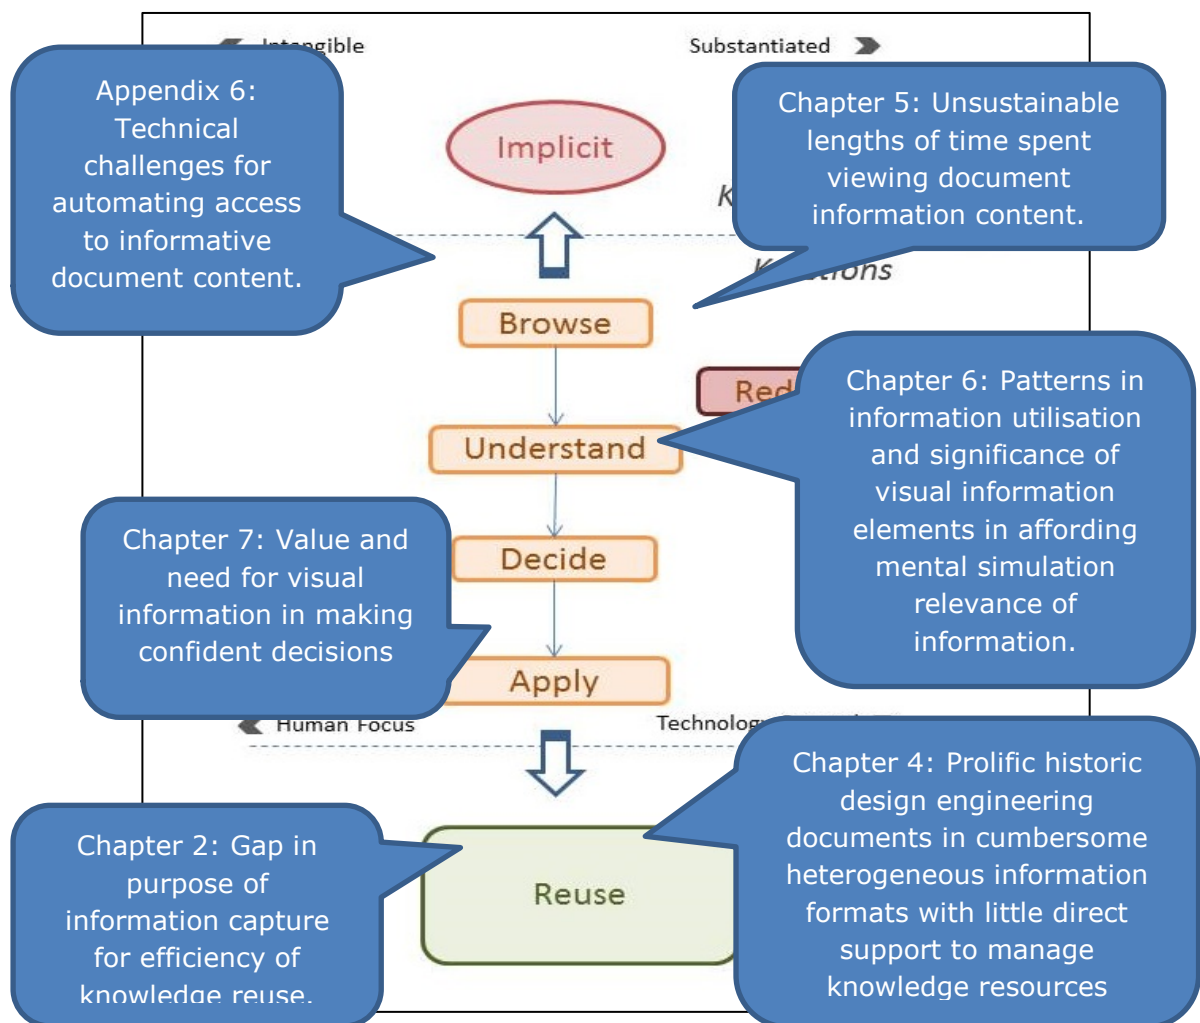 Intangible
Substantiated
Appendix 6:
Technical
challenges for
automating access
to informative
document content.
Implicit
Chapter 5: Unsustainable
lengths of time spent
viewing document
information content.
Browse
Understand
Chapter 6: Patterns in
information utilisation
and significance of
visual information
elements in affording
mental simulation
relevance of
information.
Chapter 7: Value and
need for visual
information in making
confident decisions
Decide
Apply
Human Focus
Chapter 2: Gap in
purpose of
information capture
for efficiency of
knowledge reuse.
Reuse
Chapter 4: Prolific historic
design engineering
documents in cumbersome
heterogeneous information
formats with little direct
support to manage
knowledge resources